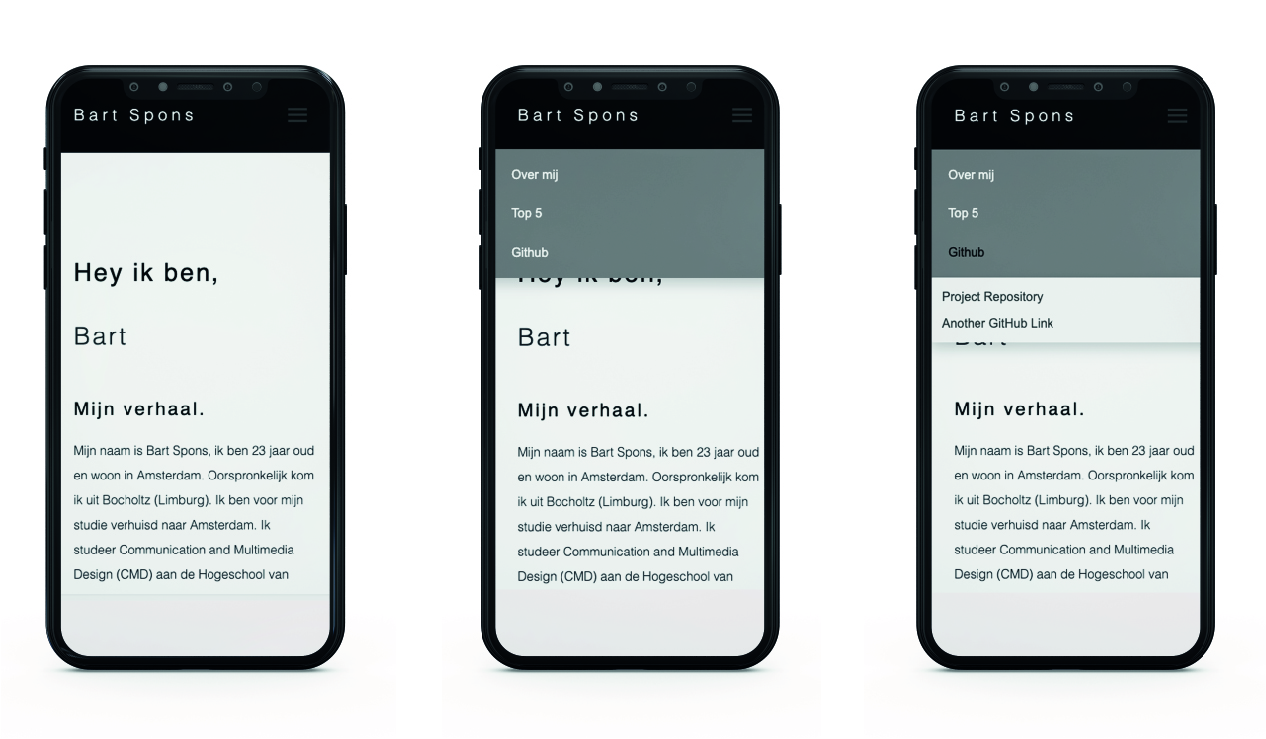 Bart Spons
Hey ik ben,
Bart
Mijn verhaal.
Mijn naam is Bart Spons, ik ben 23 jaar oud
en woon in Amsterdam. Oorspronkelijk kom
ik uit Bocholtz (Limburg). Ik ben voor mijn
studie verhuisd naar Amsterdam. Ik
studeer Communication and Multimedia
Design (CMD) aan de Hogeschool van
Bart Spons
Over mij
Top 5
Github
Hey ik ben,
Bart
Mijn verhaal.
Mijn naam is Bart Spons, ik ben 23 jaar oud
en woon in Amsterdam. Oorspronkelijk kom
ik uit Bocholtz (Limburg). Ik ben voor mijn
studie verhuisd naar Amsterdam. Ik
studeer Communication and Multimedia
Design (CMD) aan de Hogeschool van
Bart Spons
Over mij
Top 5
Github
Project Repository
Another GitHub Link
Bart
Mijn verhaal.
Mijn naam is Bart Spons, ik ben 23 jaar oud
en woon in Amsterdam. Oorspronkelijk kom
ik uit Bocholtz (Limburg). Ik ben voor mijn
studie verhuisd naar Amsterdam. Ik
studeer Communication and Multimedia
Design (CMD) aan de Hogeschool van